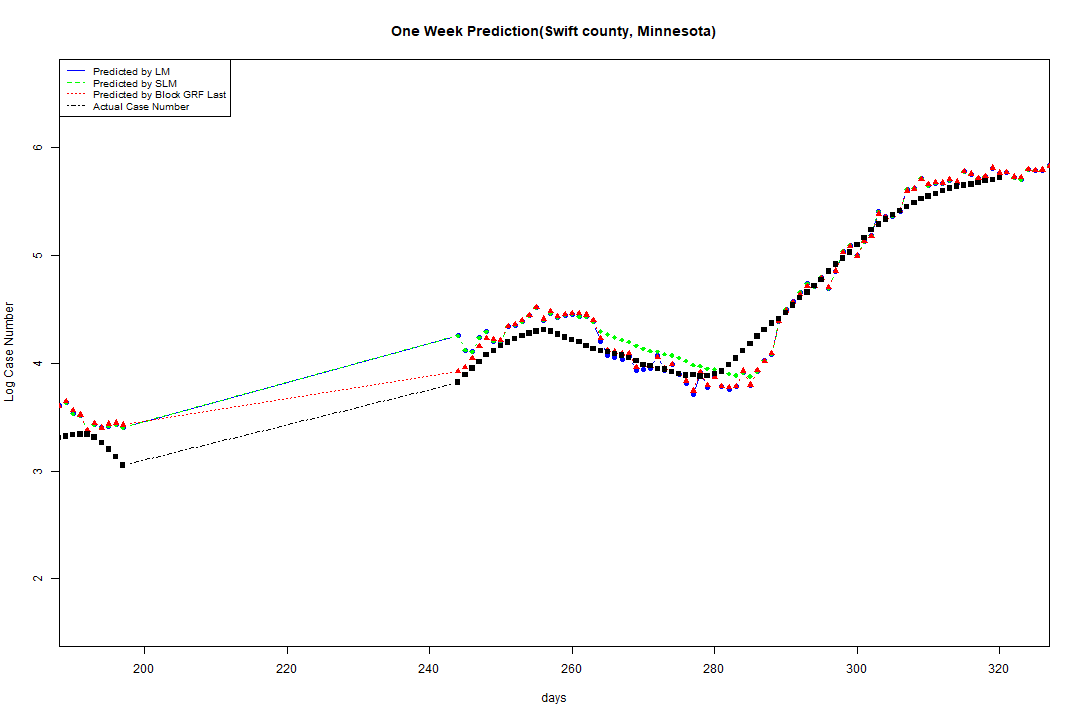 One Week Prediction(Swift county, Minnesota)
Predicted by LM
Predicted by SLM
Predicted by Block GRF Last
Actual Case Number
6
5
4
3
2
Log Case Number
200 220 240 260 280 300 320
days